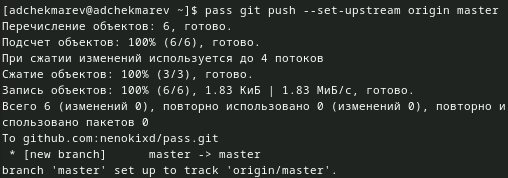 [adchekmarev@adchekmarev ~]$ pass git push --set-upstream origin master
Перечисление объектов: 6, готово.
Подсчет объектов: 100% (6/6), готово.
При сжатии изменений используется до 4 потоков
Сжатие объектов: 100% (3/3), готово.
Запись объектов: 100% (6/6), 1.83 КиБ | 1.83 МиБ/с, готово.
Всего 6 (изменений 0), повторно использовано 0 (изменений 0), повторно и
спользовано пакетов 0
To github.com:nenokixd/pass.git
 * [new branch]      master -> master
branch 'master' set up to track 'origin/master'.